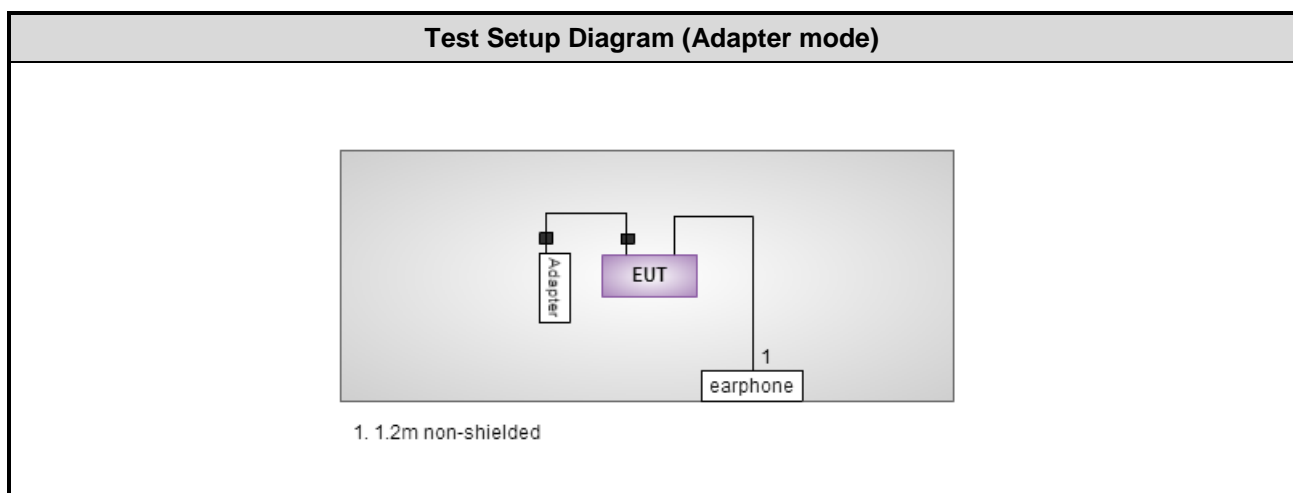 Test Setup Diagram (Adapter mode)
Adapter
EUT
1
earphone
1. 1.2m non-shielded